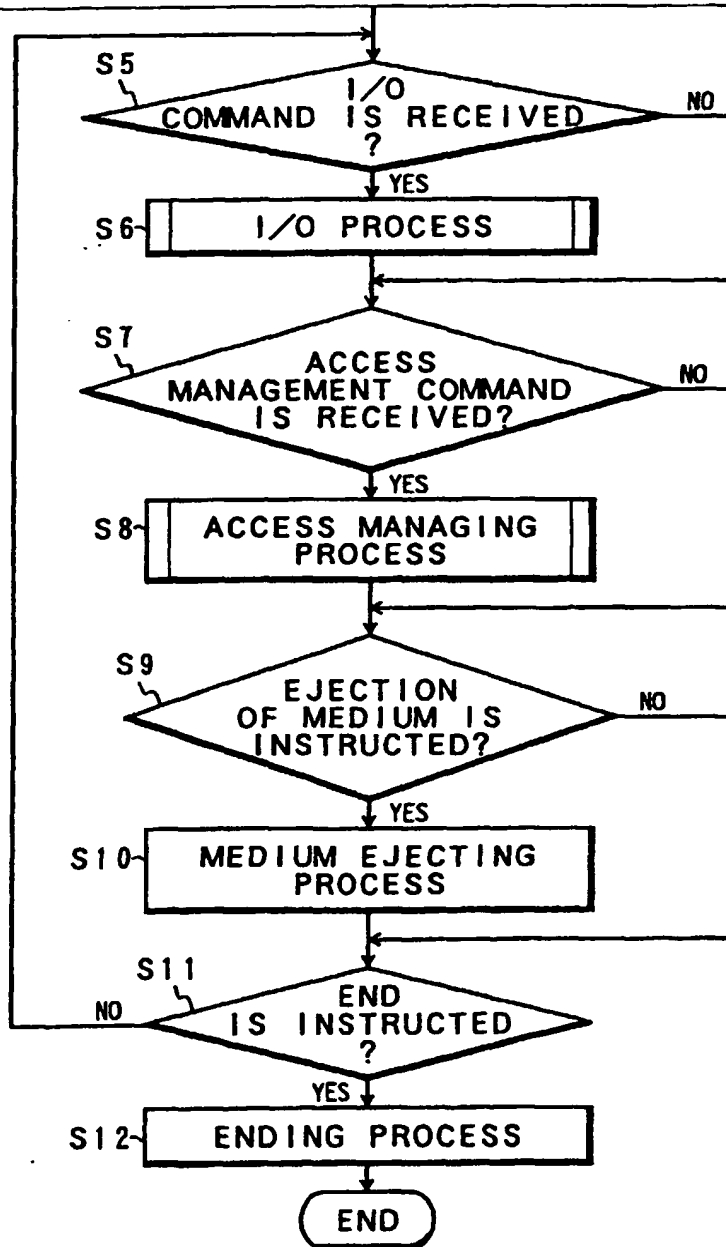 S5
I/O
COMMAND IS RECEIVED
?
NO
YES
S6
I/O PROCESS
S7
ACCESS
MANAGEMENT COMMAND
IS RECEIVED?
NO
YES
S8
ACCESS MANAGING
PROCESS
S9
EJECTION
OF MEDIUM IS
INSTRUCTED?
NO
YES
S10
MEDIUM EJECTING
PROCESS
S11
END
IS INSTRUCTED
?
NO
YES
S12
ENDING PROCESS
END